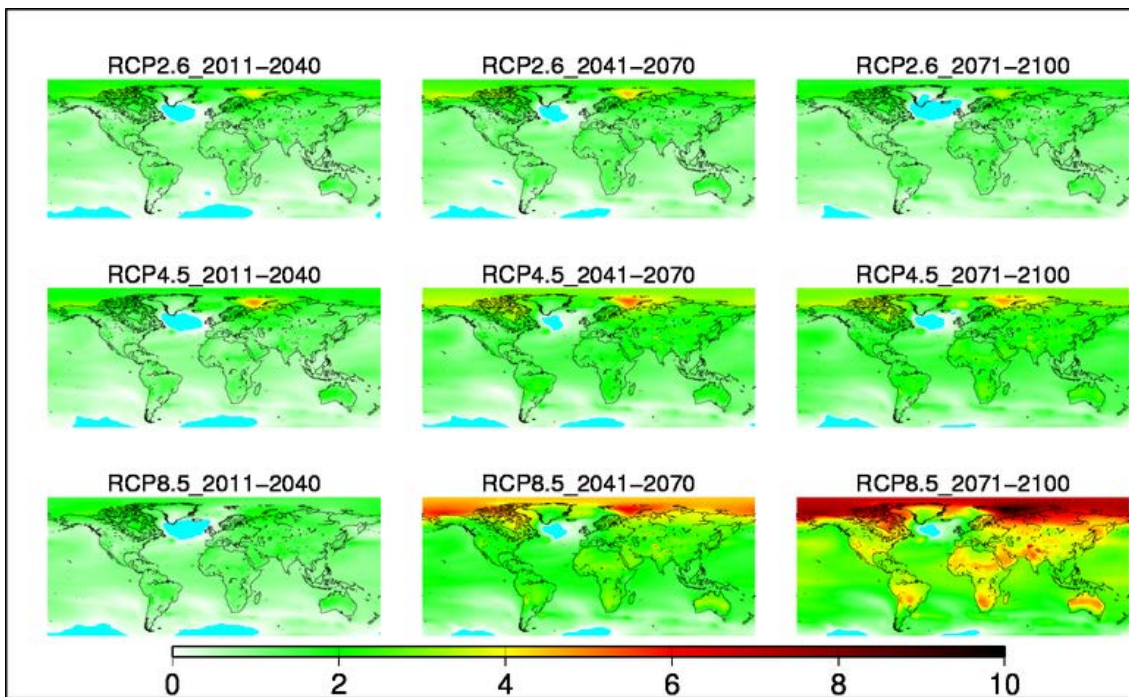 RCP2.6_2011−2040
RCP2.6_2041−2070
RCP2.6_2071−2100
RCP4.5_2011−2040
RCP4.5_2041−2070
RCP4.5_2071−2100
RCP8.5_2011−2040
RCP8.5_2041−2070
RCP8.5_2071−2100
0 2 4 6 8 10